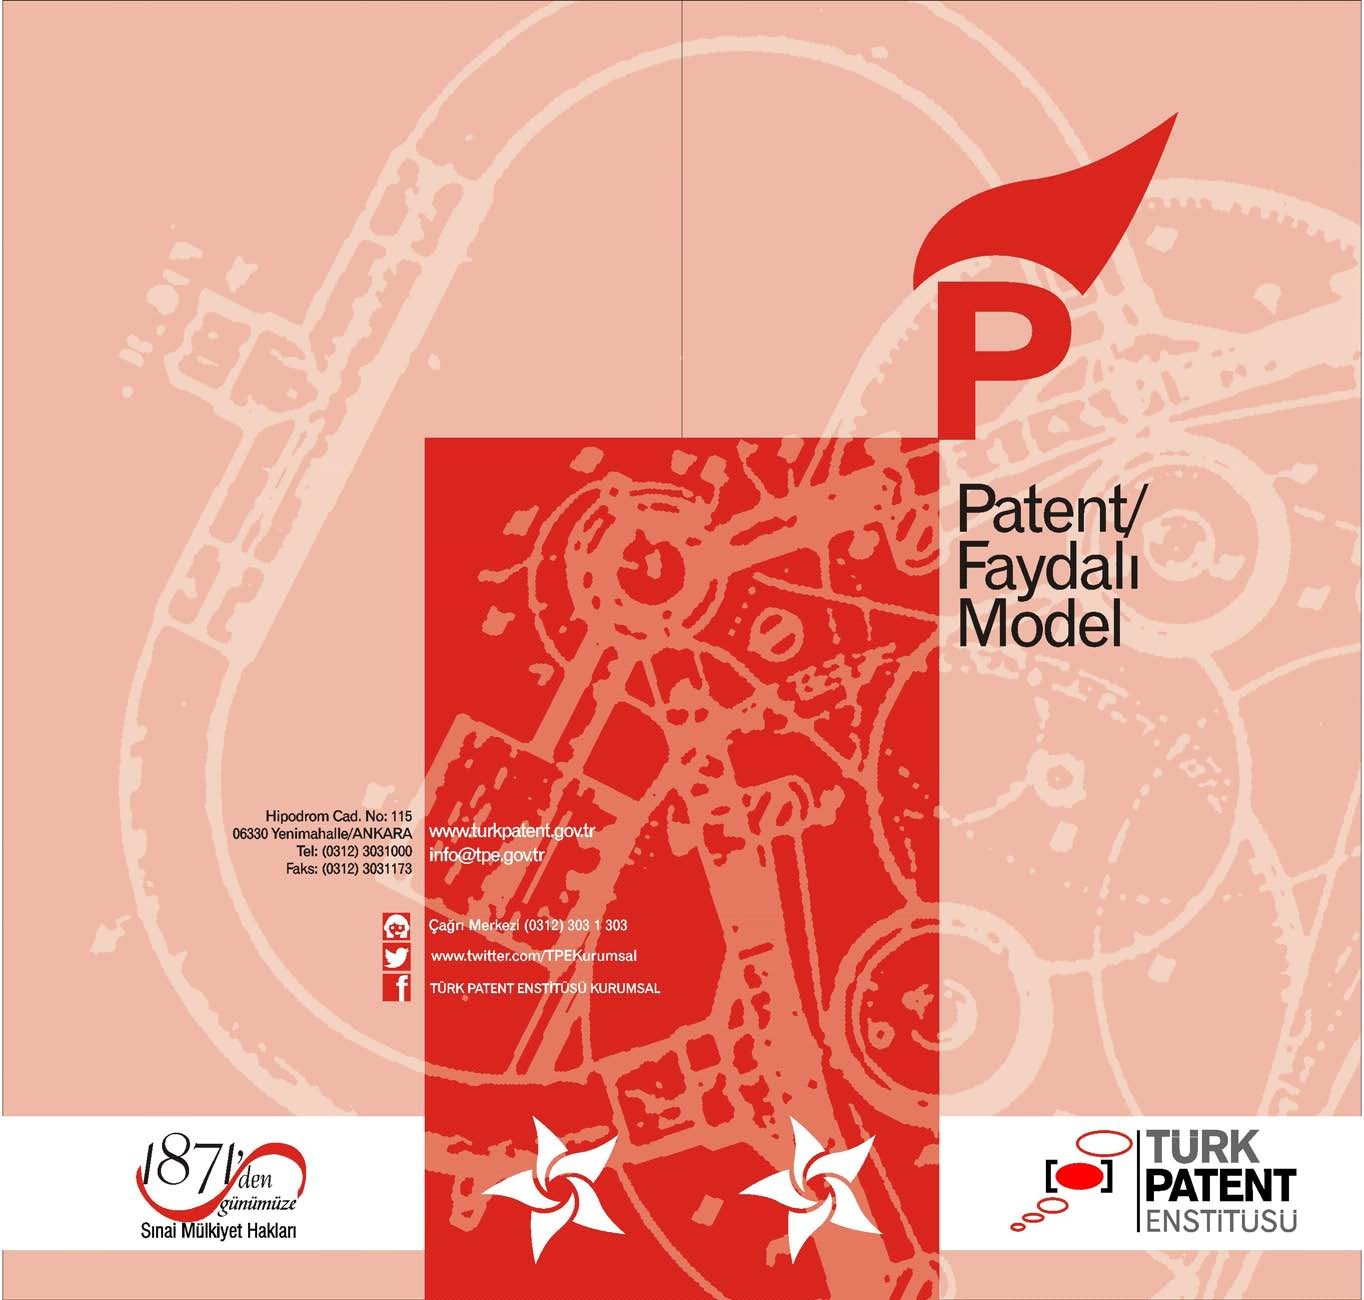 P
Patent/
Faydalı
Model
Hipodrom Cad. No: 115
06330 Yenimahalle/ANKARA
Tel: (0312) 3031000
Faks: (0312) 3031173
www.turkpatent.gov.tr
info@tpe.gov.tr
Çağrı Merkezi (0312) 303 1 303
www.twitter.com/TPEKurumsal
TÜRK PATENT ENSTİTÜSÜ KURUMSAL
1871'den
günümüze
Sınai Mülkiyet Hakları
TÜRK
PATENT
ENSTİTÜSÜ